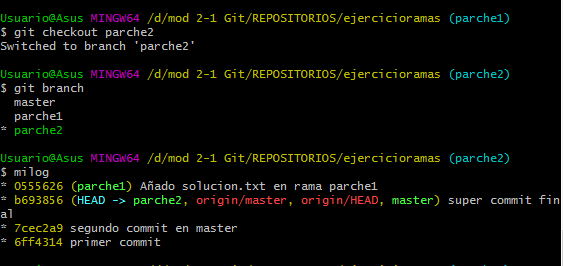 Usuario@Asus MINGW64 /d/mod 2-1 Git/REPOSITORIOS/ejercicioramas (parche1)
$ git checkout parche2
Switched to branch 'parche2'
Usuario@Asus MINGW64 /d/mod 2-1 Git/REPOSITORIOS/ejercicioramas (parche2)
$ git branch
master
parche1
* parche2
Usuario@Asus MINGW64 /d/mod 2-1 Git/REPOSITORIOS/ejercicioramas (parche2)
$ milog
* 0555626 (parche1) Añado solucion.txt en rama parche1
* b693856 (HEAD -> parche2, origin/master, origin/HEAD, master) super commit fin
al
* 7cec2a9 segundo commit en master
* 6ff4314 primer commit